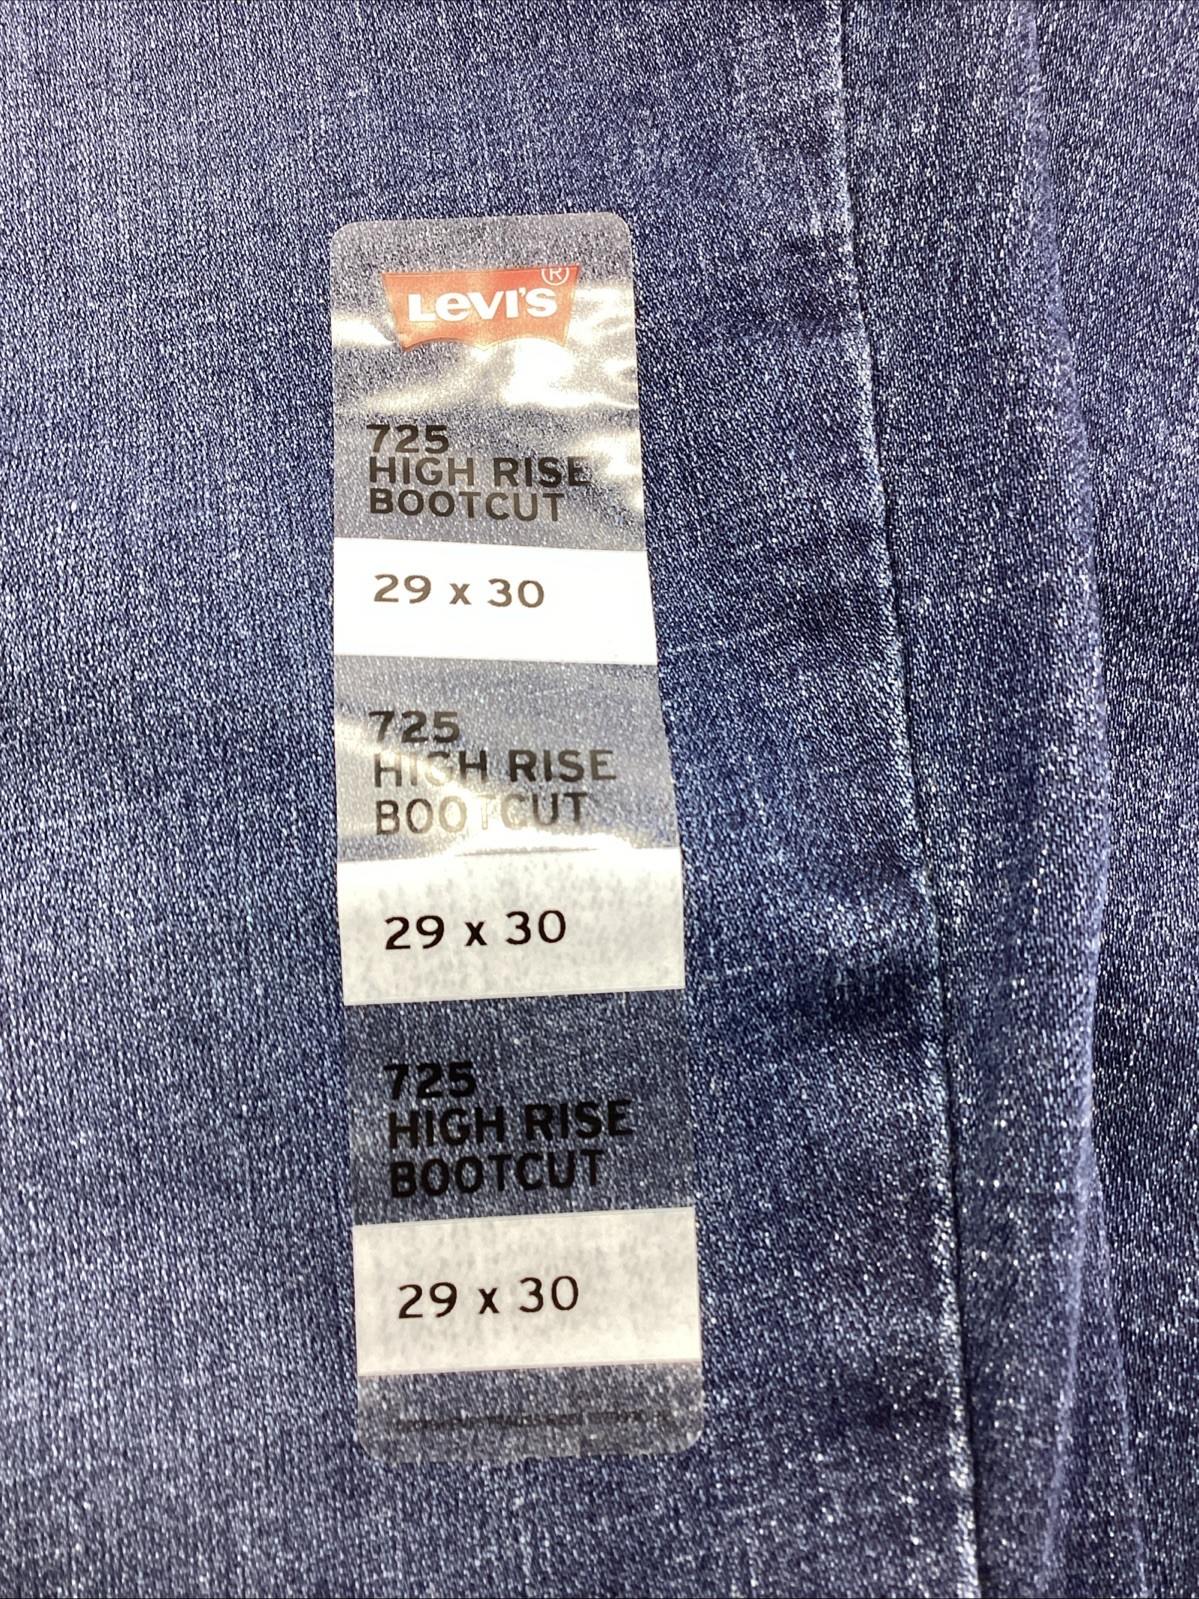 LEVI'S®
725
HIGH RISE
BOOTCUT
29 x 30
725
HIGH RISE
BOOTCUT
29 x 30
725
HIGH RISE
BOOTCUT
29 x 30